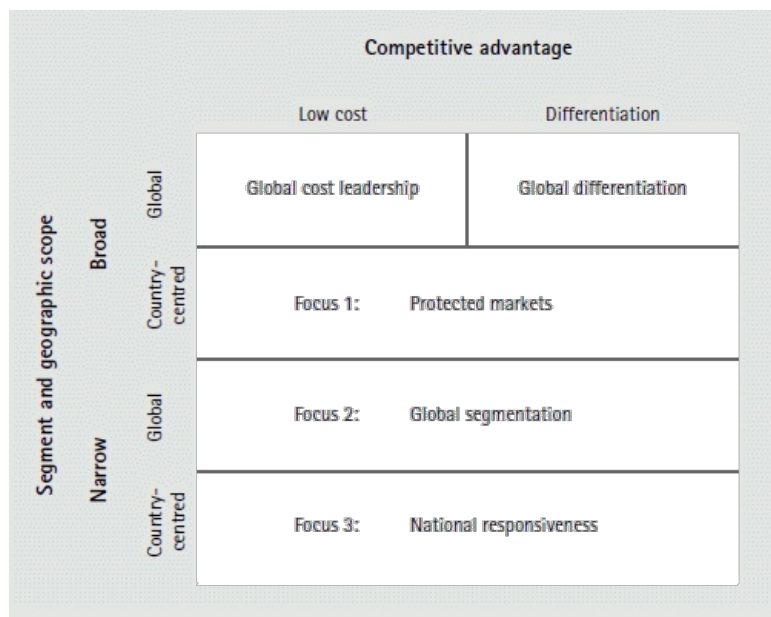 Competitive advantage
Low cost Differentiation
Segment and geographic scope
Broad
Global
Global cost leadership Global differentiation
Country-
centred
Focus 1: Protected markets
Narrow
Global
Focus 2: Global segmentation
Country-
centred
Focus 3: National responsiveness